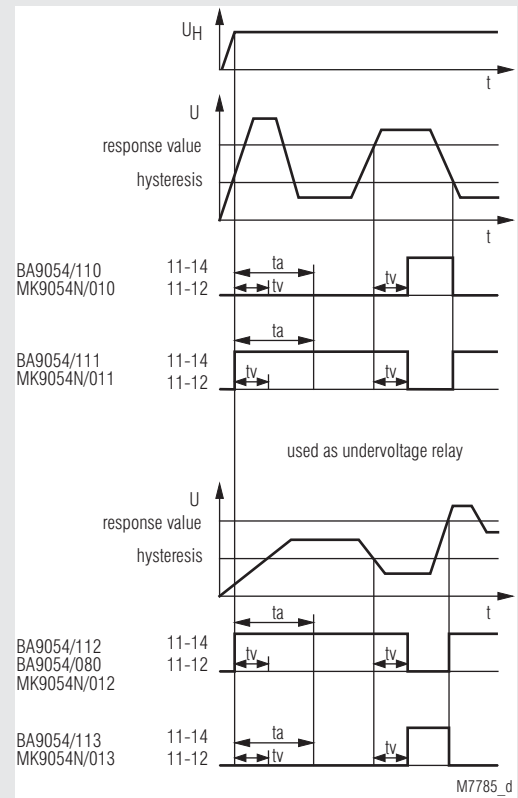 UH
t
U
response value
hysteresis
t
BA9054/110 11-14 ta
MK9054N/010 11-12 tv tv
ta
BA9054/111 11-14
MK9054N/011 11-12 tv tv
used as undervoltage relay
U
response value
hysteresis
t
ta
BA9054/112 11-14
BA9054/080 11-12 tv tv
MK9054N/012
BA9054/113 11-14 ta
MK9054N/013 11-12 tv tv
M7785_d